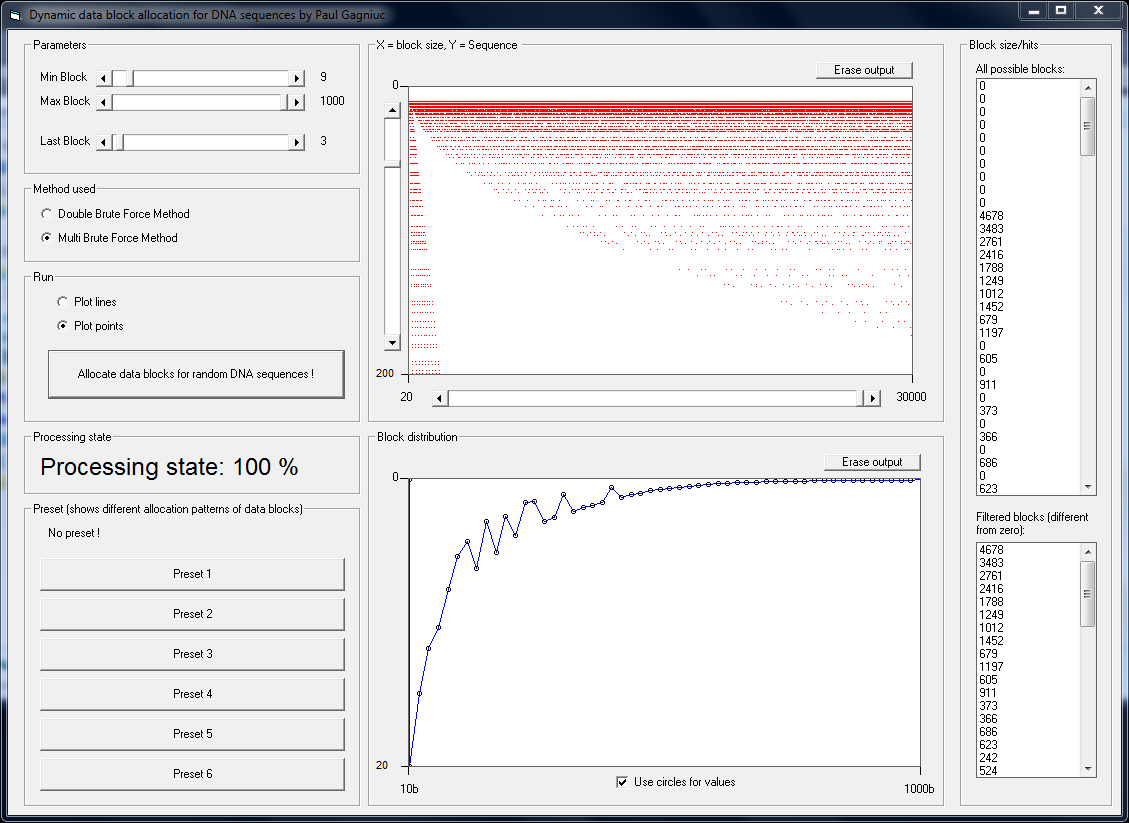 Dynamic data block allocation for DNA sequences by Paul Gagniuc
Parameters
Min Block 9
Max Block 1000
Last Block 3
Method used
Double Brute Force Method
Multi Brute Force Method
Run
Plot lines
Plot points
Allocate data blocks for random DNA sequences !
Processing state
Processing state: 100 %
Preset (shows different allocation patterns of data blocks)
No preset !
Preset 1
Preset 2
Preset 3
Preset 4
Preset 5
Preset 6
X = block size, Y = Sequence
Erase output
0
200
20
30000
Block distribution
Erase output
0
20
10b
1000b
Use circles for values
Block size/hits
All possible blocks:
0
0
0
0
0
0
0
0
0
0
4678
3483
2761
2416
1788
1249
1012
1452
679
1197
0
605
0
911
0
373
0
366
0
686
0
623
Filtered blocks (different
from zero):
4678
3483
2761
2416
1788
1249
1012
1452
679
1197
605
911
373
366
686
623
242
524